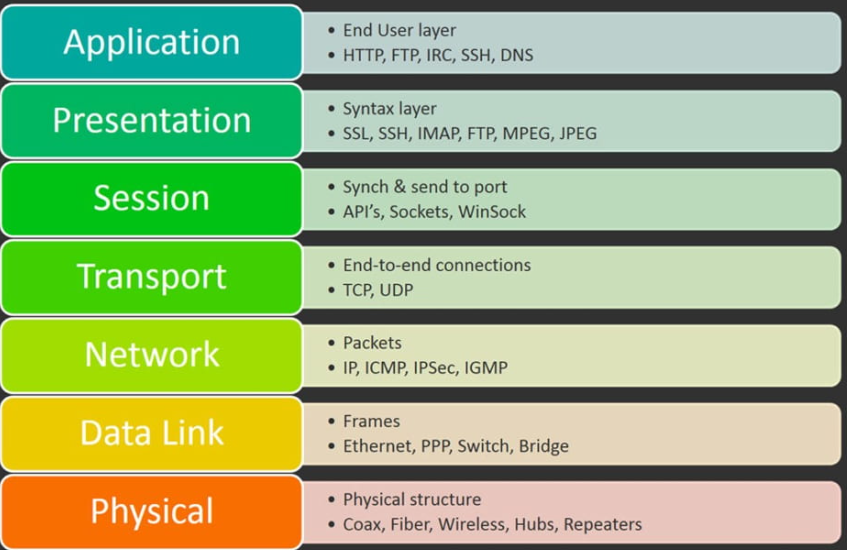 Application
• End User layer
• HTTP, FTP, IRC, SSH, DNS
Presentation
• Syntax layer
• SSL, SSH, IMAP, FTP, MPEG, JPEG
Session
• Synch & send to port
• API’s, Sockets, WinSock
Transport
• End-to-end connections
• TCP, UDP
Network
• Packets
• IP, ICMP, IPSec, IGMP
Data Link
• Frames
• Ethernet, PPP, Switch, Bridge
Physical
• Physical structure
• Coax, Fiber, Wireless, Hubs, Repeaters